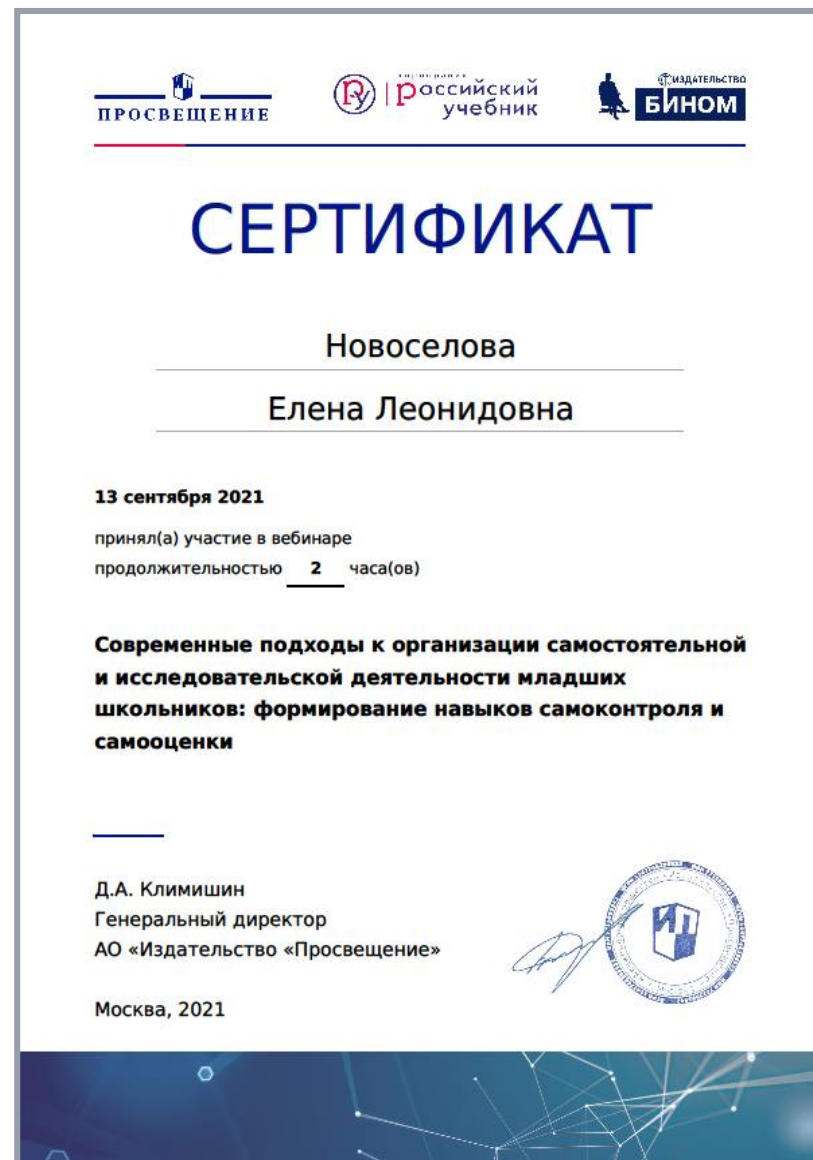 ПРОСВЕЩЕНИЕ
российский
учебник
ИЗДАТЕЛЬСТВО
БИНОМ
СЕРТИФИКАТ
Новоселова
Елена Леонидовна
13 сентября 2021
принял(а) участие в вебинаре
продолжительностью 2 часа(ов)
Современные подходы к организации самостоятельной
и исследовательской деятельности младших
школьников: формирование навыков самоконтроля и
самооценки
Д.А. Климишин
Генеральный директор
АО «Издательство «Просвещение»
Москва, 2021